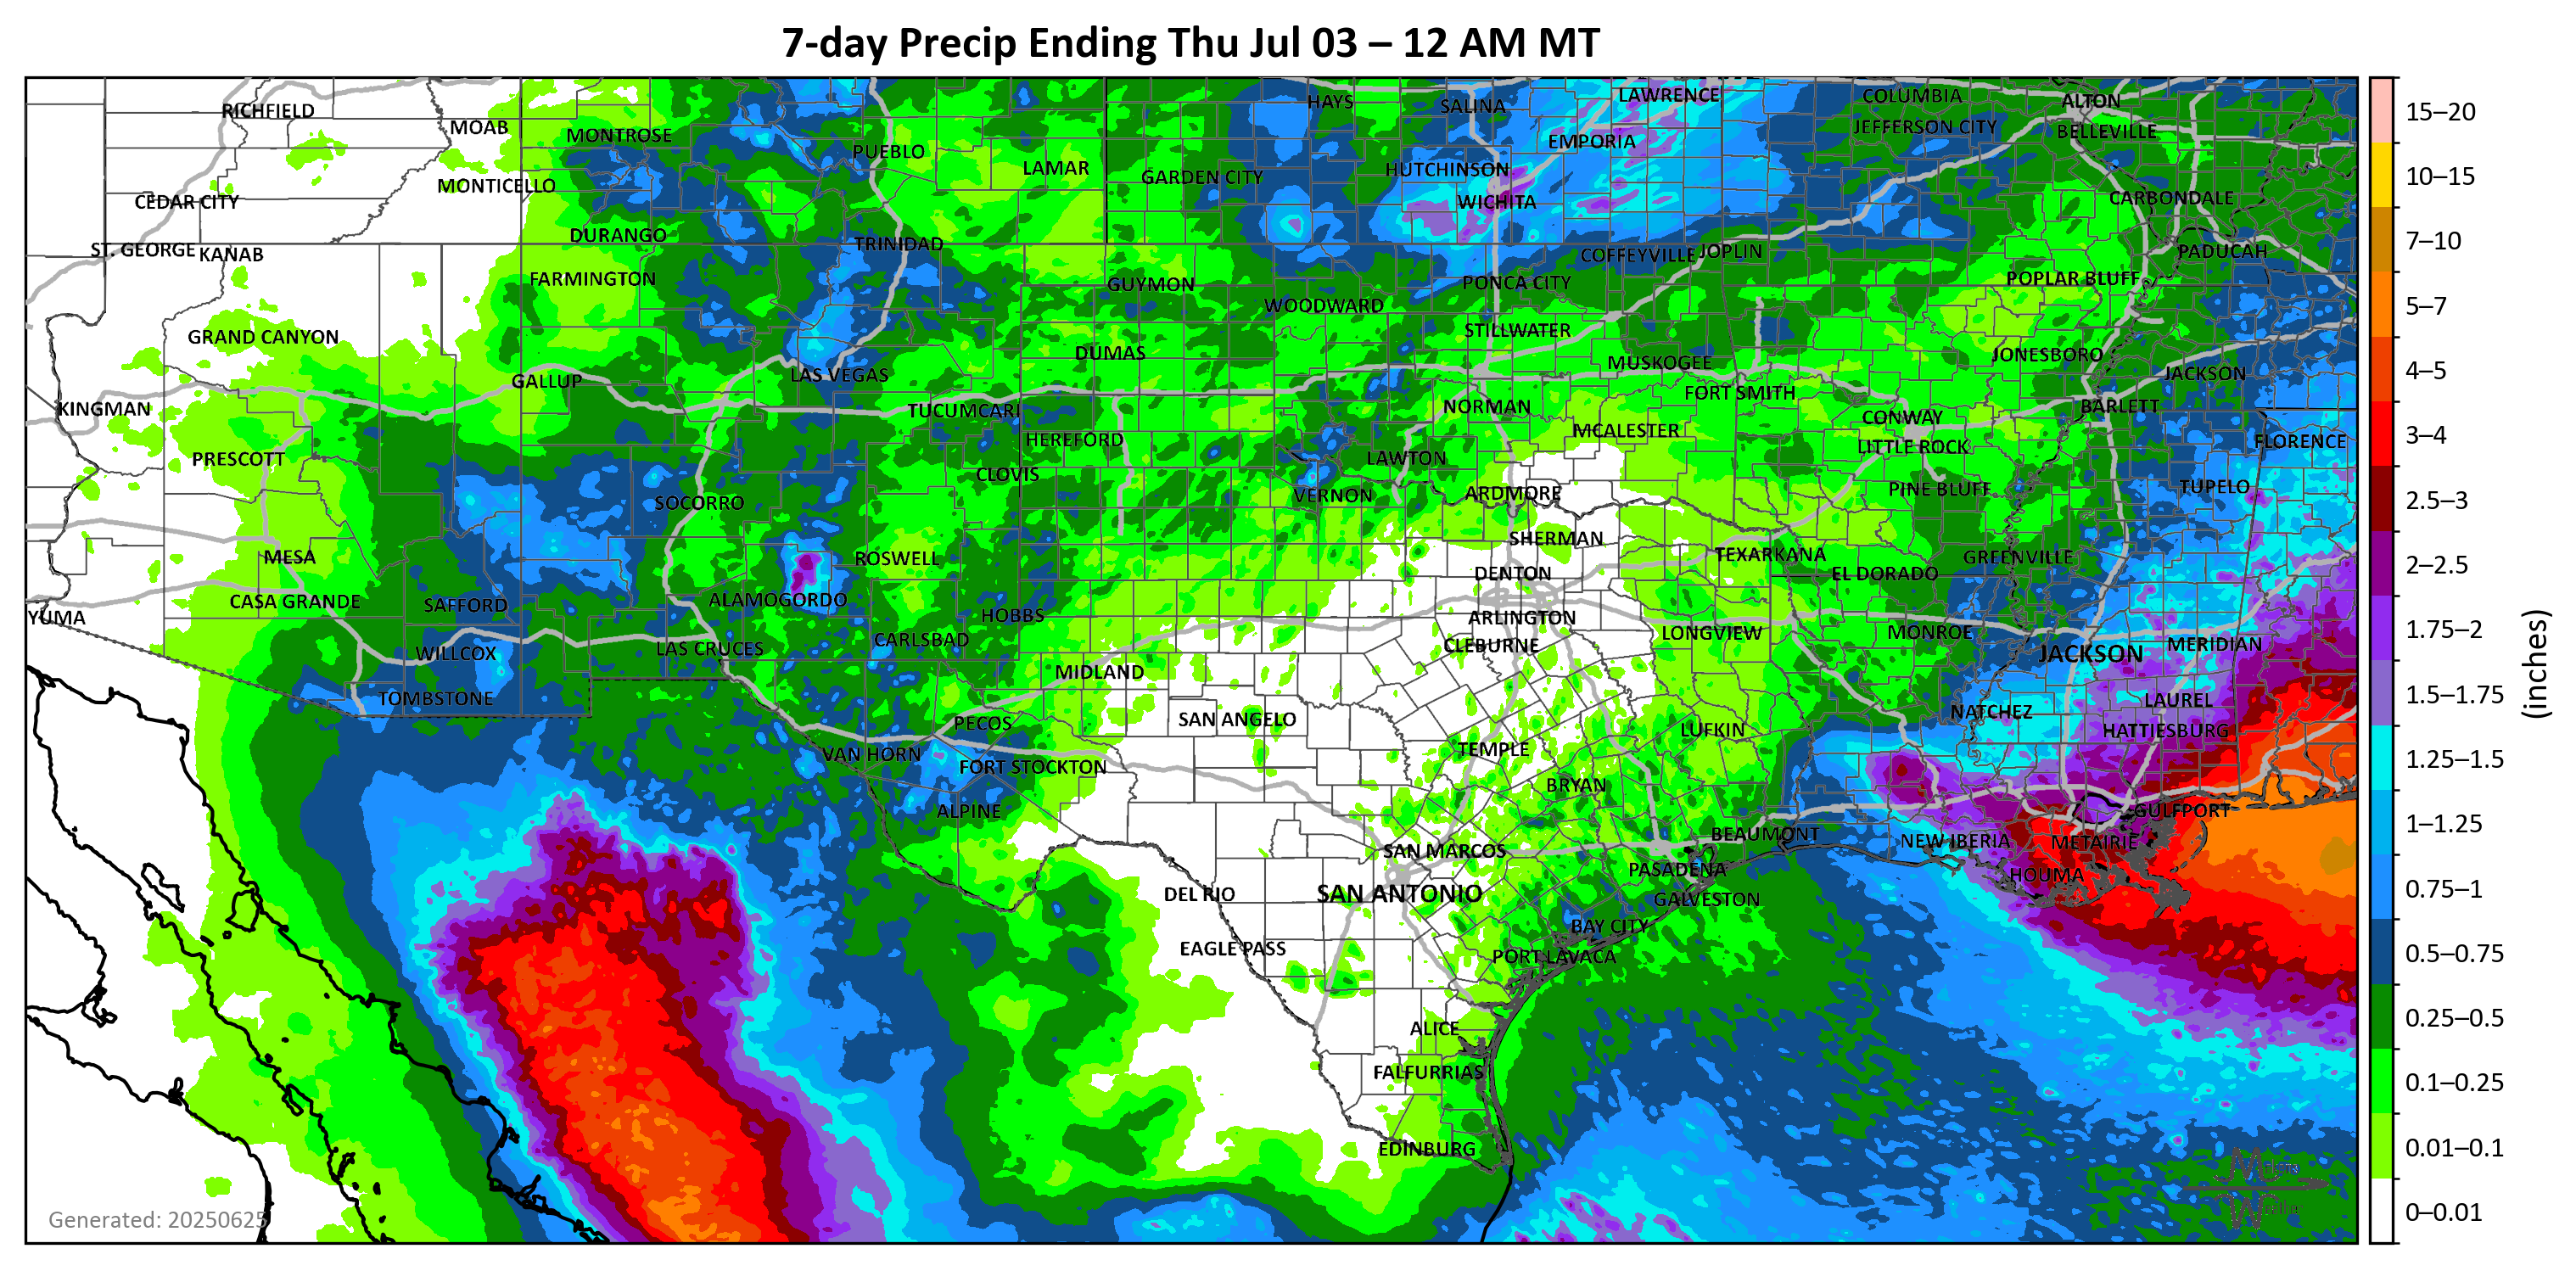 7-day Precip Ending Thu Jul 03 – 12 AM MT
RICHFIELD
MOAB
MONTROSE
PUEBLO
LAMAR
HAYS
SALINA
LAWRENCE
COLUMBIA
ALTON
EMPORIA
JEFFERSON CITY
BELLEVILLE
CEDAR CITY
MONTICELLO
GARDEN CITY
HUTCHINSON
WICHITA
CARBONDALE
ST. GEORGE
KANAB
DURANGO
TRINIDAD
COFFEYVILLE
JOPLIN
PADUCAH
FARMINGTON
GUYMON
PONCA CITY
POPLAR BLUFF
WOODWARD
GRAND CANYON
STILLWATER
DUMAS
MUSKOGEE
JONESBORO
GALLUP
LAS VEGAS
FORT SMITH
JACKSON
KINGMAN
TUCUMCARI
NORMAN
CONWAY
BARLETT
HEREFORD
MCALESTER
LITTLE ROCK
FLORENCE
PRESCOTT
CLOVIS
LAWTON
SOCORRO
VERNON
ARDMORE
PINE BLUFF
TUPELO
MESA
ROSWELL
SHERMAN
TEXARKANA
GREENVILLE
DENTON
EL DORADO
YUMA
CASA GRANDE
SAFFORD
ALAMOGORDO
HOBBS
ARLINGTON
WILLCOX
LAS CRUCES
CARLSBAD
CLEBURNE
LONGVIEW
MONROE
JACKSON
MERIDIAN
TOMBSTONE
MIDLAND
PECOS
SAN ANGELO
LUFKIN
NATCHEZ
LAUREL
HATTIESBURG
VAN HORN
FORT STOCKTON
TEMPLE
BRYAN
ALPINE
GULFPORT
SAN MARCOS
BEAUMONT
NEW IBERIA
METAIRIE
PASADENA
HOUMA
DEL RIO
SAN ANTONIO
GALVESTON
EAGLE PASS
BAY CITY
PORT LAVACA
ALICE
FALFURRIAS
EDINBURG
Generated: 20250625
15–20
10–15
7–10
5–7
4–5
3–4
2.5–3
2–2.5
1.75–2
1.5–1.75
1.25–1.5
1–1.25
0.75–1
0.5–0.75
0.25–0.5
0.1–0.25
0.01–0.1
0–0.01
(inches)